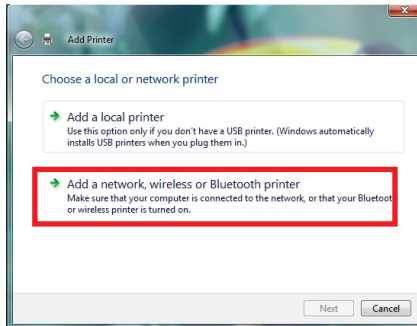 Add Printer
Choose a local or network printer
Add a local printer
Use this option only if you don't have a USB printer. (Windows automatically
installs USB printers when you plug them in.)
Add a network, wireless or Bluetooth printer
Make sure that your computer is connected to the network, or that your Bluetooth
or wireless printer is turned on.
Next Cancel